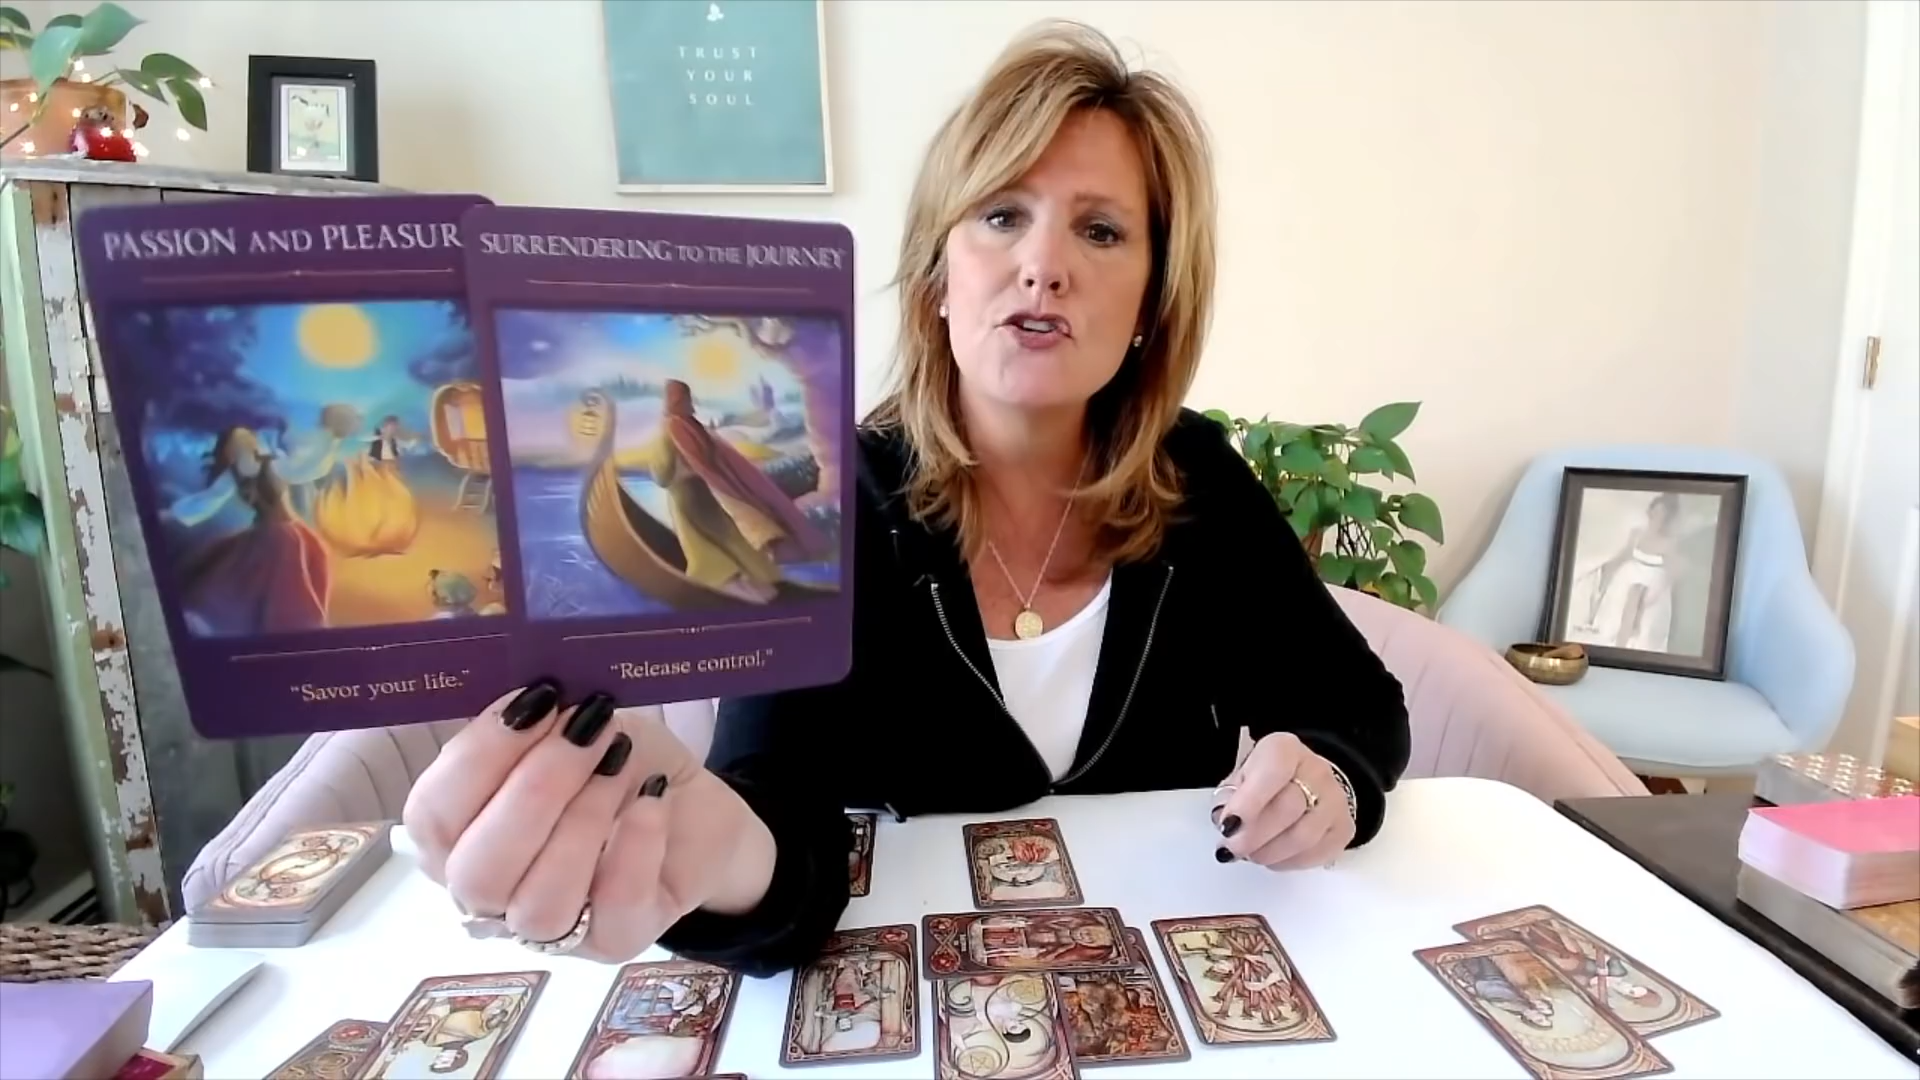 TRUST
YOUR
SOUL
PASSION AND PLEASUR
SURRENDERING TO THE JOURNEY
"Savor your life."
"Release control."